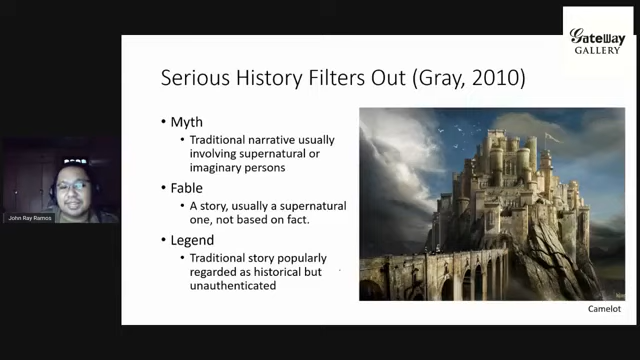 Gateway
GALLERY
Serious History Filters Out (Gray, 2010)
• Myth
• Traditional narrative usually
involving supernatural or
imaginary persons
• Fable
• A story, usually a supernatural
one, not based on fact.
• Legend
• Traditional story popularly
regarded as historical but
unauthenticated
Camelot
John Ray Ramos